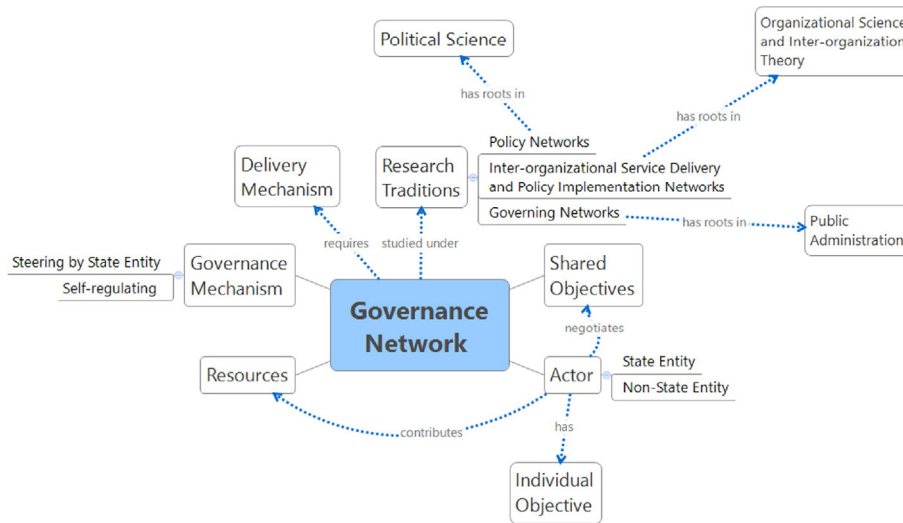 Political Science
Organizational Science
and Inter-organization
Theory
has roots in
has roots in
Policy Networks
Delivery
Mechanism
Research
Traditions
Inter-organizational Service Delivery
and Policy Implementation Networks
Governing Networks
has roots in
Public
Administration
requires
studied under
Steering by State Entity
Self-regulating
Governance
Mechanism
Shared
Objectives
Governance
Network
negotiates
Resources
Actor
State Entity
Non-State Entity
contributes
has
Individual
Objective